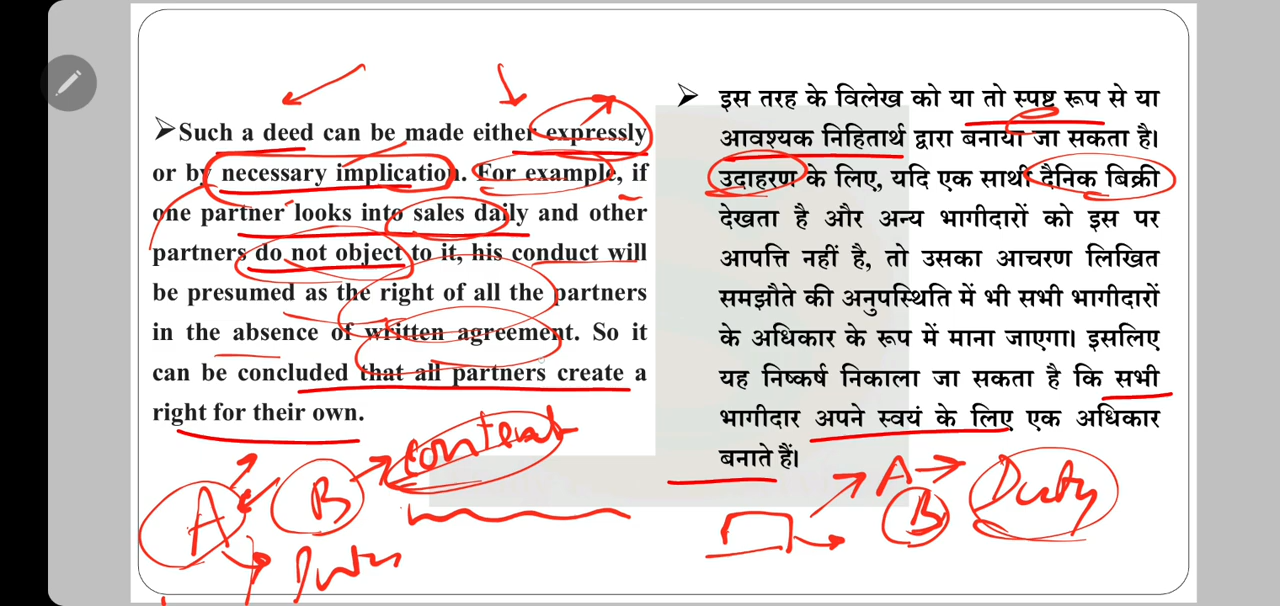 ➤Such a deed can be made either expressly
or by necessary implication. For example, if
one partner looks into sales daily and other
partners do not object to it, his conduct will
be presumed as the right of all the partners
in the absence of written agreement. So it
can be concluded that all partners create a
right for their own.
➤ इस तरह के विलेख को या तो स्पष्ट रूप से या
आवश्यक निहितार्थ द्वारा बनाया जा सकता है।
उदाहरण के लिए, यदि एक साथी दैनिक बिक्री
देखता है और अन्य भागीदारों को इस पर
आपत्ति नहीं है, तो उसका आचरण लिखित
समझौते की अनुपस्थिति में भी सभी भागीदारों
के अधिकार के रूप में माना जाएगा। इसलिए
यह निष्कर्ष निकाला जा सकता है कि सभी
भागीदार अपने स्वयं के लिए एक अधिकार
बनाते हैं।
A B
A
B Duty